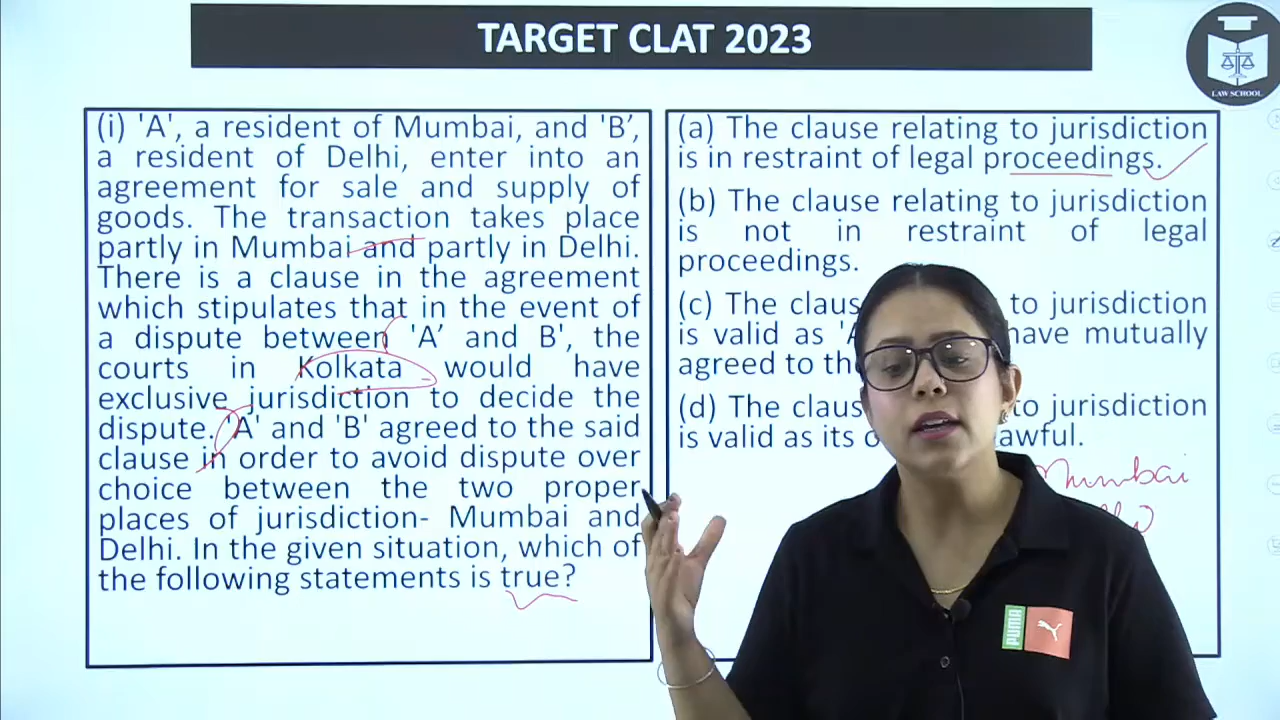 TARGET CLAT 2023
LAW SCHOOL
(i) 'A', a resident of Mumbai, and 'B’,
a resident of Delhi, enter into an
agreement for sale and supply of
goods. The transaction takes place
partly in Mumbai and partly in Delhi.
There is a clause in the agreement
which stipulates that in the event of
a dispute between 'A’ and B', the
courts in Kolkata would have
exclusive jurisdiction to decide the
dispute. 'A' and 'B' agreed to the said
clause in order to avoid dispute over
choice between the two proper
places of jurisdiction- Mumbai and
Delhi. In the given situation, which of
the following statements is true?
(a) The clause relating to jurisdiction
is in restraint of legal proceedings.
(b) The clause relating to jurisdiction
is not in restraint of legal
proceedings.
(c) The to jurisdiction
is valid as have mutually
agreed to
(d) The to jurisdiction
is valid as its
Mumbai
PUMA